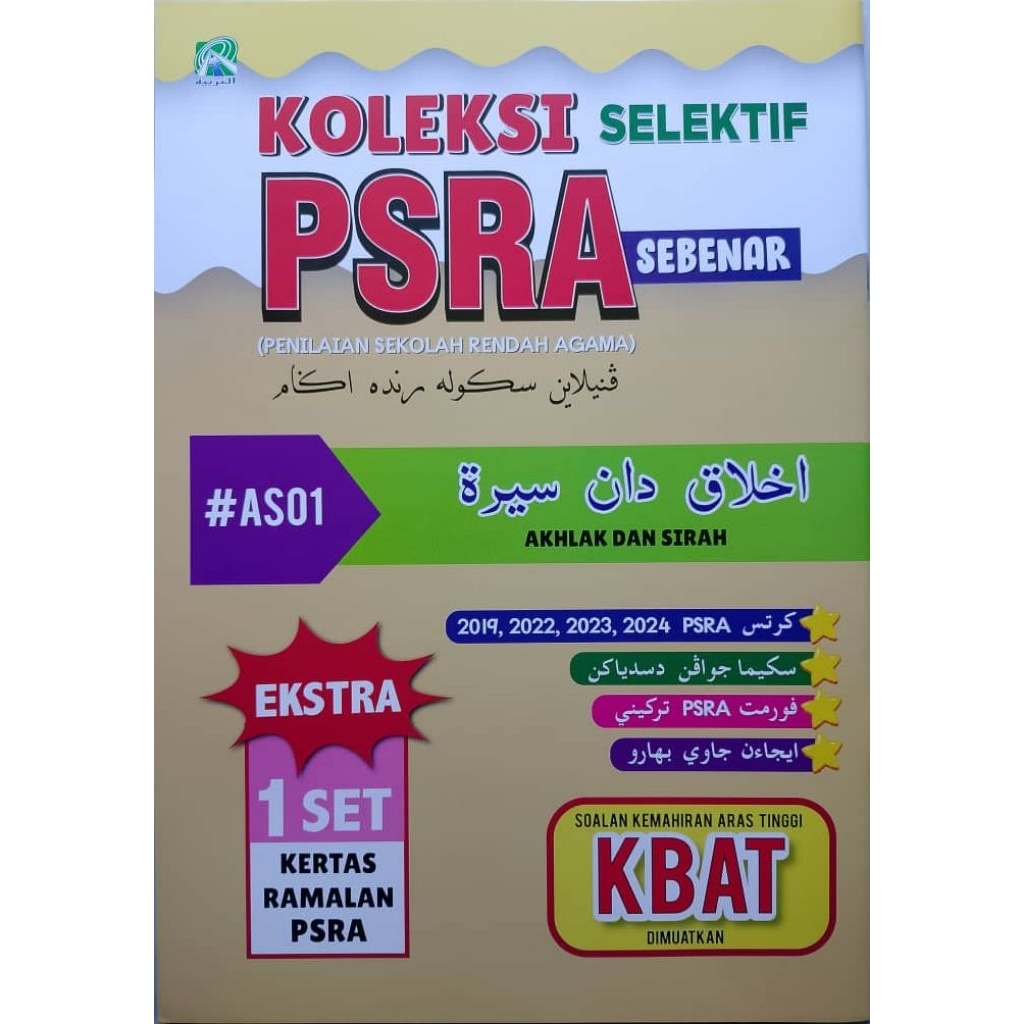 التربية
KOLEKSI SELEKTIF
PSRA SEBENAR
(PENILAIAN SEKOLAH RENDAH AGAMA)
ڤنيلاين سکوله رنده اݢام
#AS01
اخلاق دان سيرة
AKHLAK DAN SIRAH
کرتس PSRA 2019, 2022, 2023, 2024
سکيما جواڤن دسدياکن
فورمت PSRA ترکيني
ايجاءن جاوي بهارو
EKSTRA
1 SET
KERTAS
RAMALAN
PSRA
SOALAN KEMAHIRAN ARAS TINGGI
KBAT
DIMUATKAN